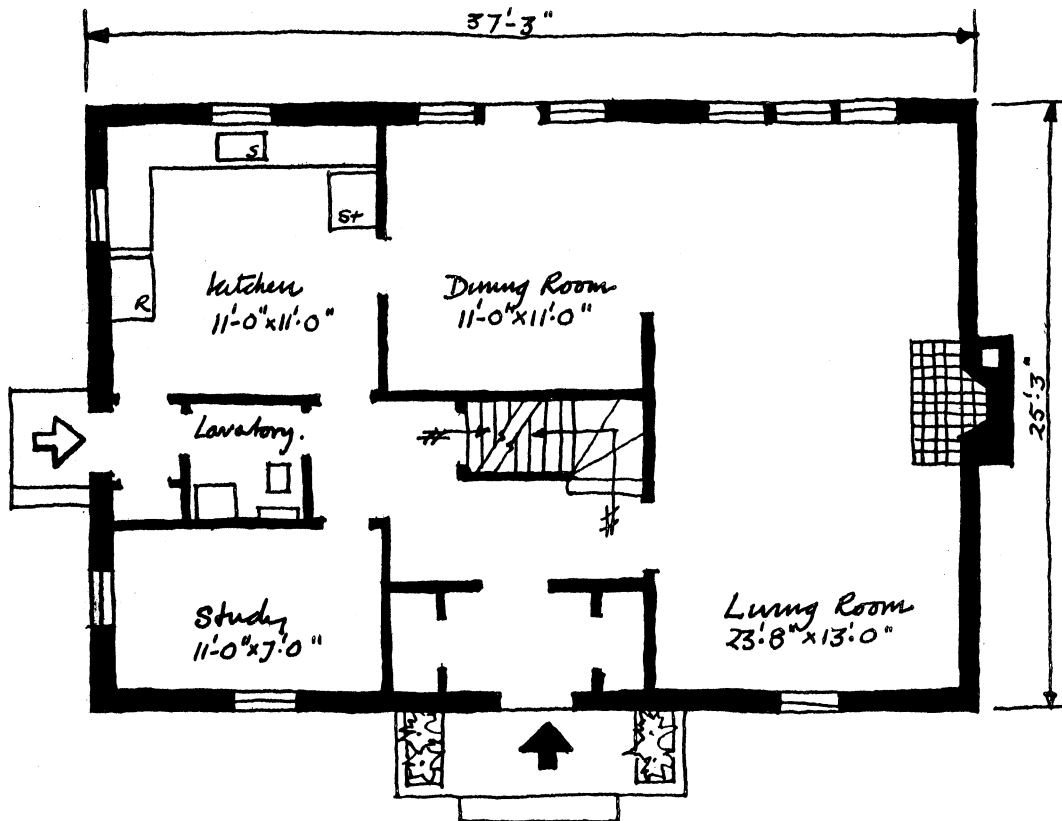 37'-3"
S
St
R
Kitchen
11'-0"x11'-0"
Dining Room
11'-0"x11'-0"
25'-3"
Lavatory.
Study
11'-0"x7'-0"
Living Room
23'-8"x13'-0"